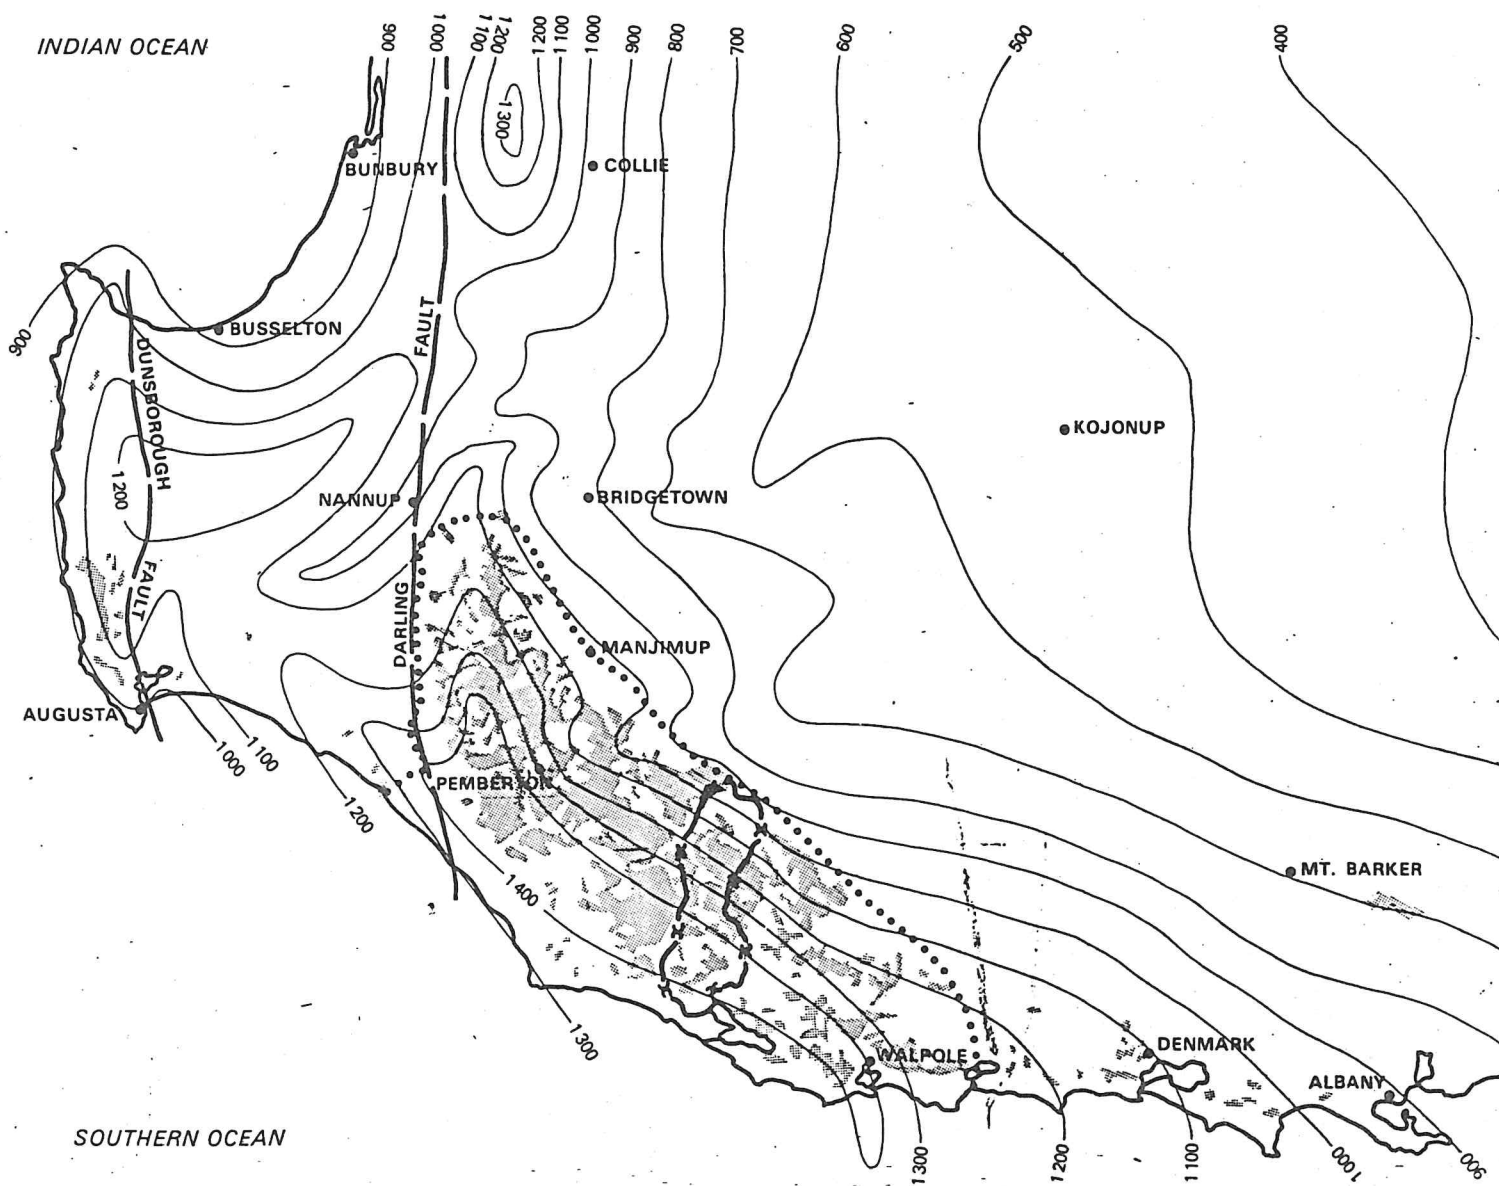 900
1000
1100
1200
1200
1100
1000
900
800
700
600
500
400
INDIAN OCEAN
1300
BUNBURY
COLLIE
FAULT
BUSSELTON
900
DUNSBOROUGH
KOJONUP
1200
NANNUP
BRIDGETOWN
FAULT
DARLING
MANJIMUP
AUGUSTA
1000
1100
PEMBERTON
1200
MT. BARKER
1400
1300
WALPOLE
DENMARK
ALBANY
SOUTHERN OCEAN
1300
1200
1100
1000
900